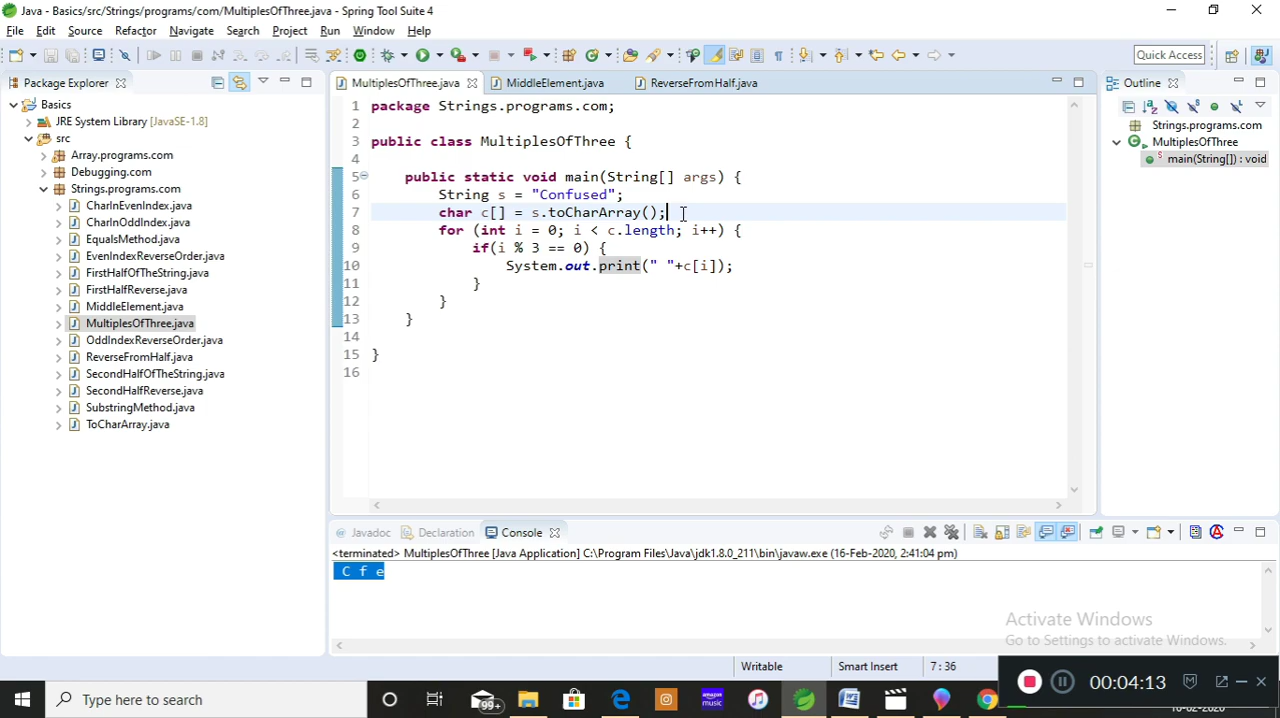 Java - Basics/src/Strings/programs/com/MultiplesOfThree.java - Spring Tool Suite 4
File Edit Source Refactor Navigate Search Project Run Window Help
Quick Access
Package Explorer
Basics
JRE System Library [JavaSE-1.8]
src
Array.programs.com
Debugging.com
Strings.programs.com
CharInEvenIndex.java
CharInOddIndex.java
EqualsMethod.java
EvenIndexReverseOrder.java
FirstHalfOfTheString.java
FirstHalfReverse.java
MiddleElement.java
MultiplesOfThree.java
OddIndexReverseOrder.java
ReverseFromHalf.java
SecondHalfOfTheString.java
SecondHalfReverse.java
SubstringMethod.java
ToCharArray.java
MultiplesOfThree.java MiddleElement.java ReverseFromHalf.java
1 package Strings.programs.com;
2
3 public class MultiplesOfThree {
4
5 public static void main(String[] args) {
6 String s = "Confused";
7 char c[] = s.toCharArray();
8 for (int i = 0; i < c.length; i++) {
9 if(i % 3 == 0) {
10 System.out.print(" "+c[i]);
11 }
12 }
13 }
14
15 }
16
Outline
Strings.programs.com
MultiplesOfThree
main(String[]) : void
Javadoc Declaration Console
<terminated> MultiplesOfThree [Java Application] C:\Program Files\Java\jdk1.8.0_211\bin\javaw.exe (16-Feb-2020, 2:41:04 pm)
C f e
Activate Windows
Go to Settings to activate Windows.
Writable Smart Insert 7 : 36
00:04:13
Type here to search
99+
music